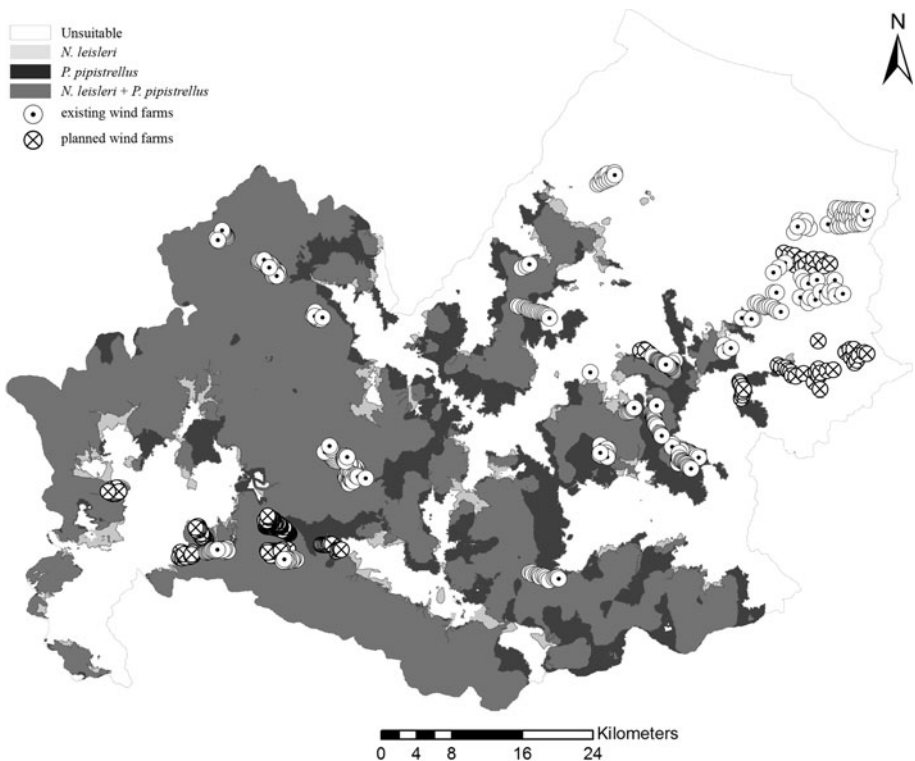 N
Unsuitable
N. leisleri
P. pipistrellus
N. leisleri + P. pipistrellus
existing wind farms
planned wind farms
Kilometers
0 4 8 16 24